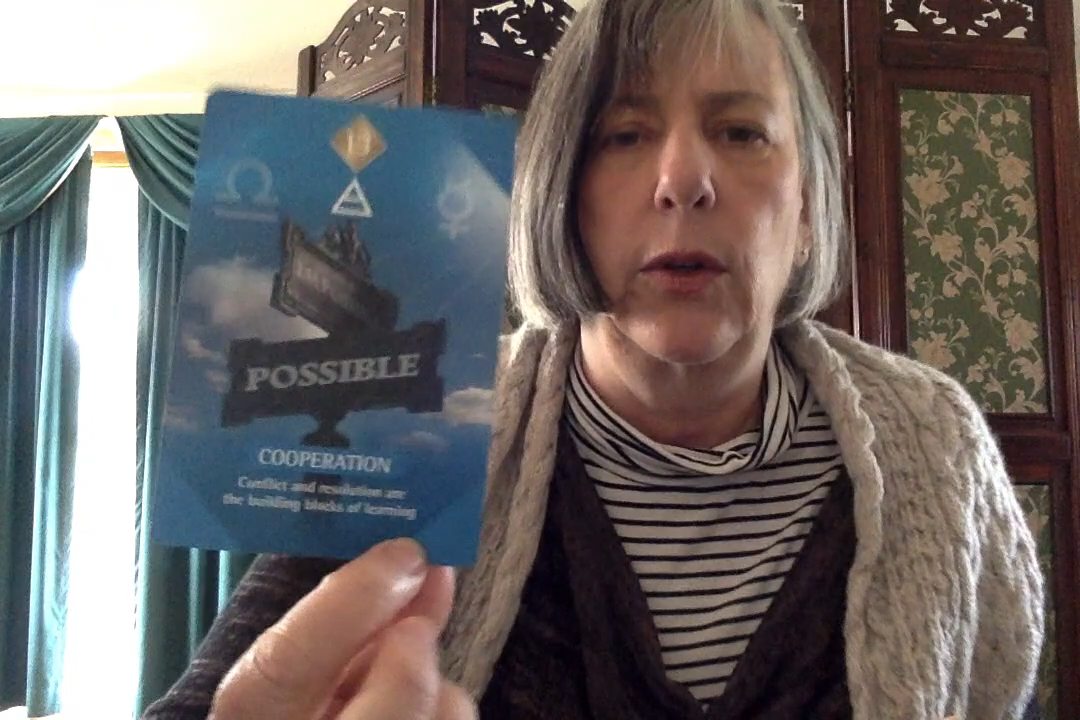 POSSIBLE
COOPERATION
Conflict and resolution are
the building blocks of learning